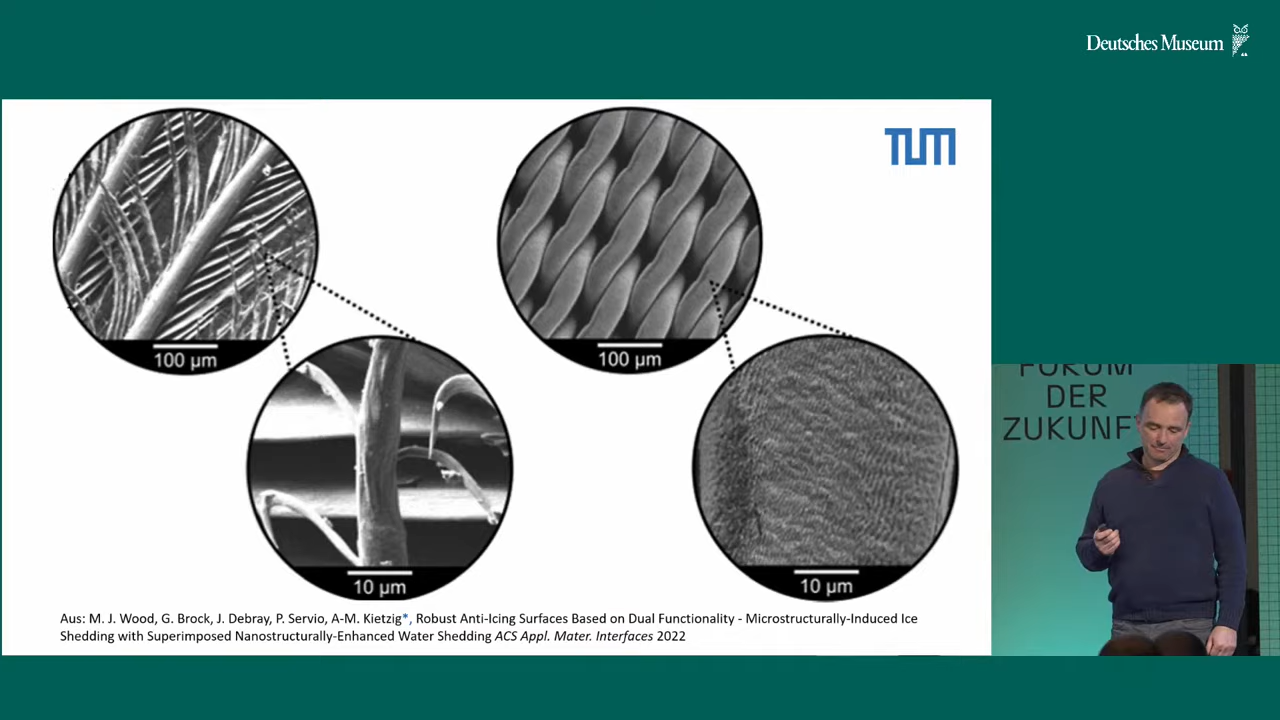 Deutsches Museum
TUM
100 µm
100 µm
10 µm
10 µm
Aus: M. J. Wood, G. Brock, J. Debray, P. Servio, A-M. Kietzig*, Robust Anti-Icing Surfaces Based on Dual Functionality - Microstructurally-Induced Ice
Shedding with Superimposed Nanostructurally-Enhanced Water Shedding ACS Appl. Mater. Interfaces 2022
FORUM
DER
ZUKUNF